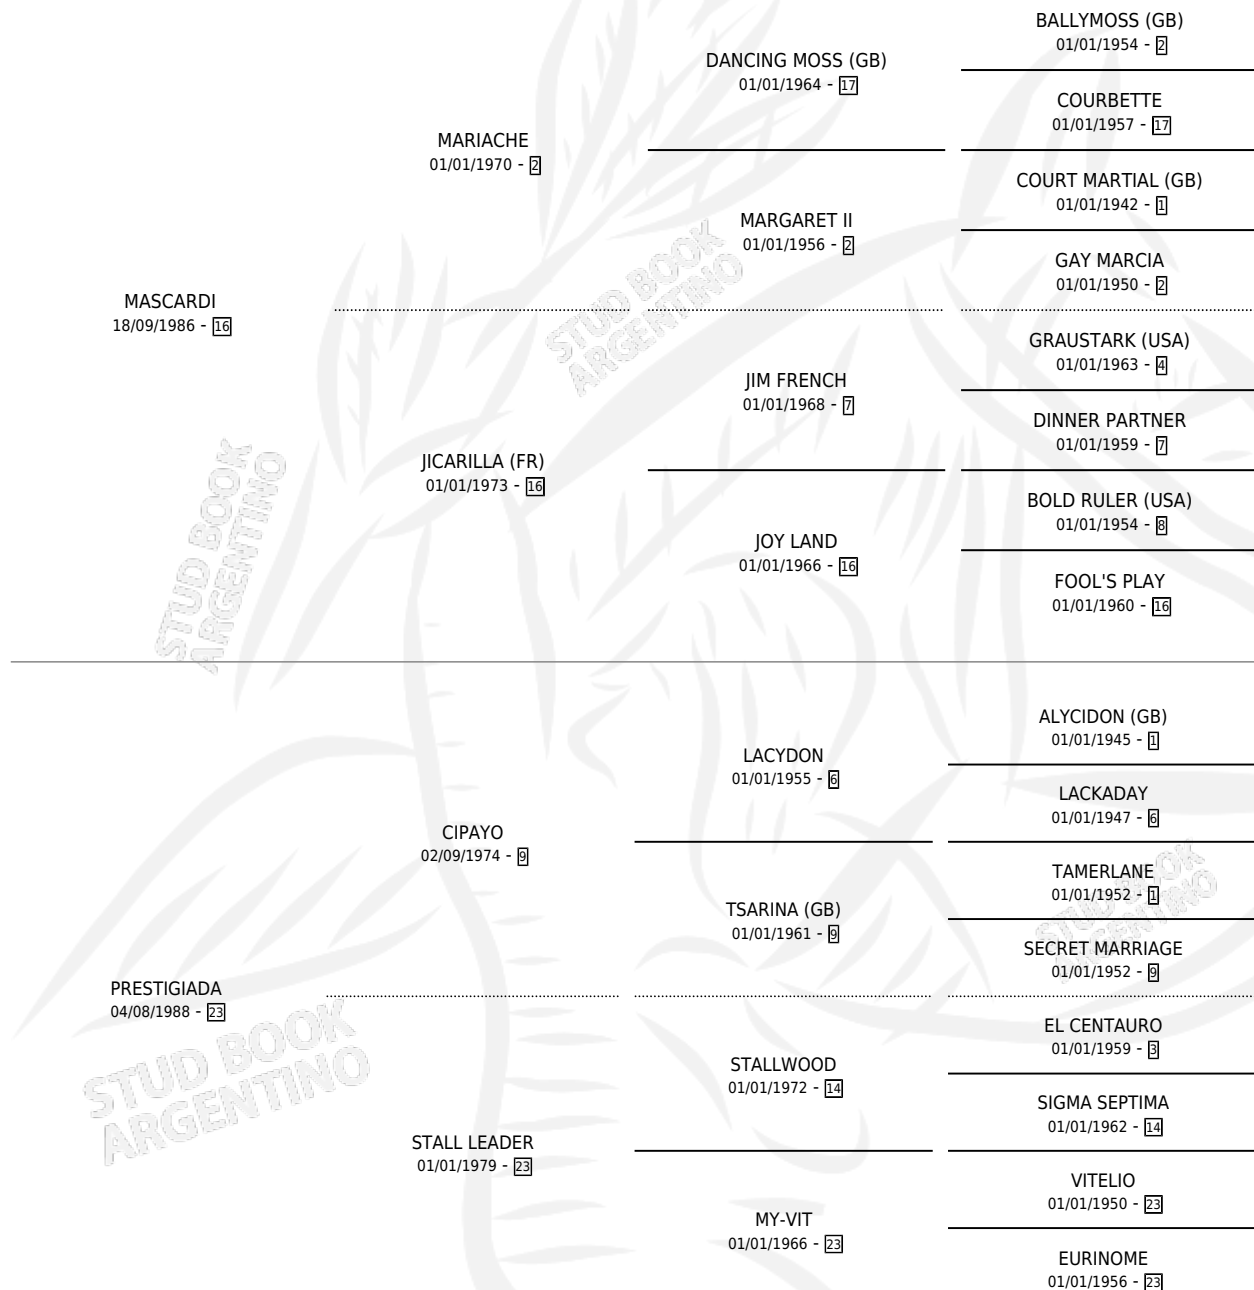 BALLYMOSS (GB)
01/01/1954 - 2
DANCING MOSS (GB)
01/01/1964 - 17
COURBETTE
01/01/1957 - 17
MARIACHE
01/01/1970 - 2
COURT MARTIAL (GB)
01/01/1942 - 1
MARGARET II
01/01/1956 - 2
GAY MARCIA
01/01/1950 - 2
MASCARDI
18/09/1986 - 16
GRAUSTARK (USA)
01/01/1963 - 4
JIM FRENCH
01/01/1968 - 7
DINNER PARTNER
01/01/1959 - 7
JICARILLA (FR)
01/01/1973 - 16
BOLD RULER (USA)
01/01/1954 - 8
JOY LAND
01/01/1966 - 16
FOOL'S PLAY
01/01/1960 - 16
ALYCIDON (GB)
01/01/1945 - 1
LACYDON
01/01/1955 - 6
LACKADAY
01/01/1947 - 6
CIPAYO
02/09/1974 - 9
TAMERLANE
01/01/1952 - 1
TSARINA (GB)
01/01/1961 - 9
SECRET MARRIAGE
01/01/1952 - 9
PRESTIGIADA
04/08/1988 - 23
EL CENTAURO
01/01/1959 - 3
STALLWOOD
01/01/1972 - 14
SIGMA SEPTIMA
01/01/1962 - 14
STALL LEADER
01/01/1979 - 23
VITELIO
01/01/1950 - 23
MY-VIT
01/01/1966 - 23
EURINOME
01/01/1956 - 23
STUD BOOK
ARGENTINO
STUD BOOK
ARGENTINO
STUD BOOK
ARGENTINO
STUD BOOK
ARGENTINO